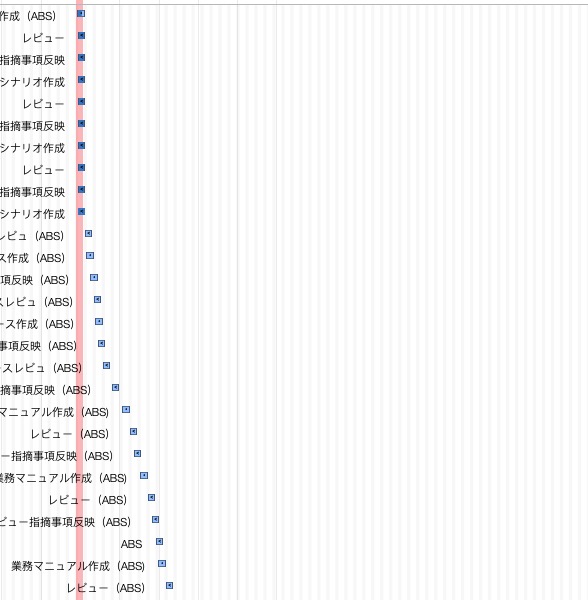 作成（ABS）
レビュー
指摘事項反映
シナリオ作成
レビュー
指摘事項反映
シナリオ作成
レビュー
指摘事項反映
シナリオ作成
レビュ（ABS）
ス作成（ABS）
項反映（ABS）
スレビュ（ABS）
ース作成（ABS）
事項反映（ABS）
スレビュ（ABS）
摘事項反映（ABS）
マニュアル作成（ABS）
レビュー（ABS）
ー指摘事項反映（ABS）
業務マニュアル作成（ABS）
レビュー（ABS）
ビュー指摘事項反映（ABS）
ABS
業務マニュアル作成（ABS）
レビュー（ABS）